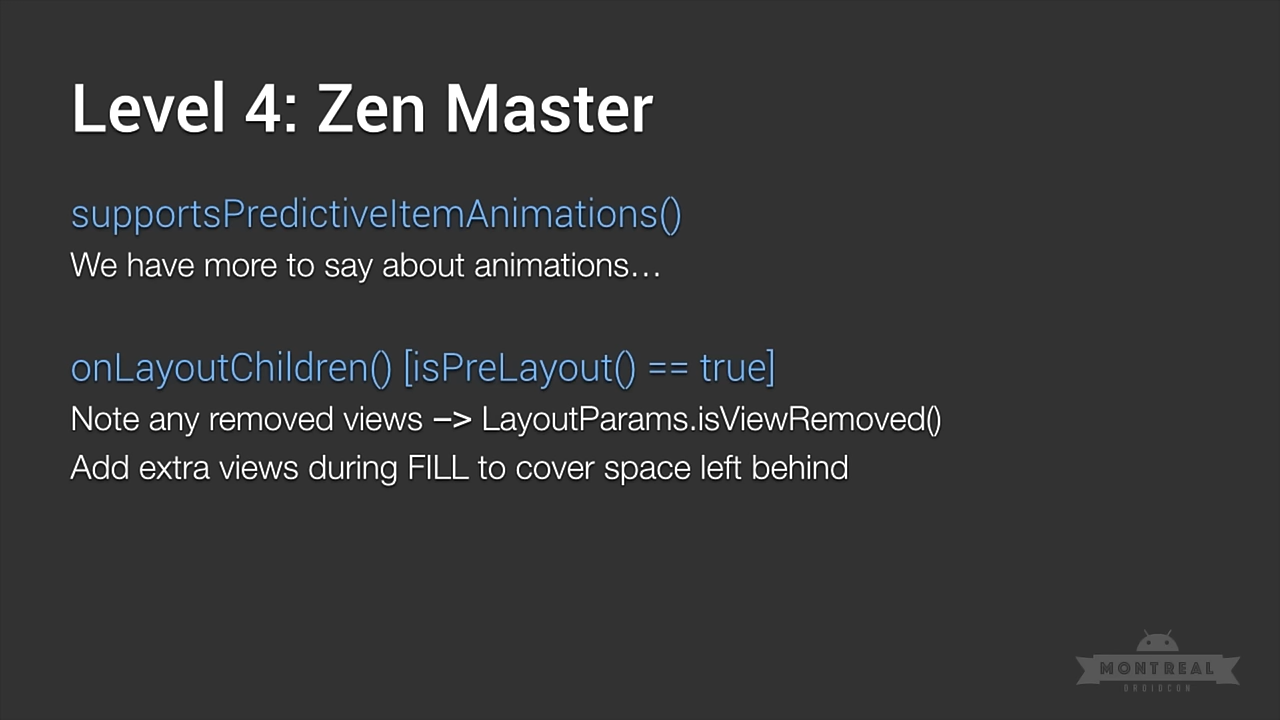 Level 4: Zen Master
supportsPredictiveItemAnimations()
We have more to say about animations…
onLayoutChildren() [isPreLayout() == true]
Note any removed views –> LayoutParams.isViewRemoved()
Add extra views during FILL to cover space left behind
MONTREAL
DROIDCON